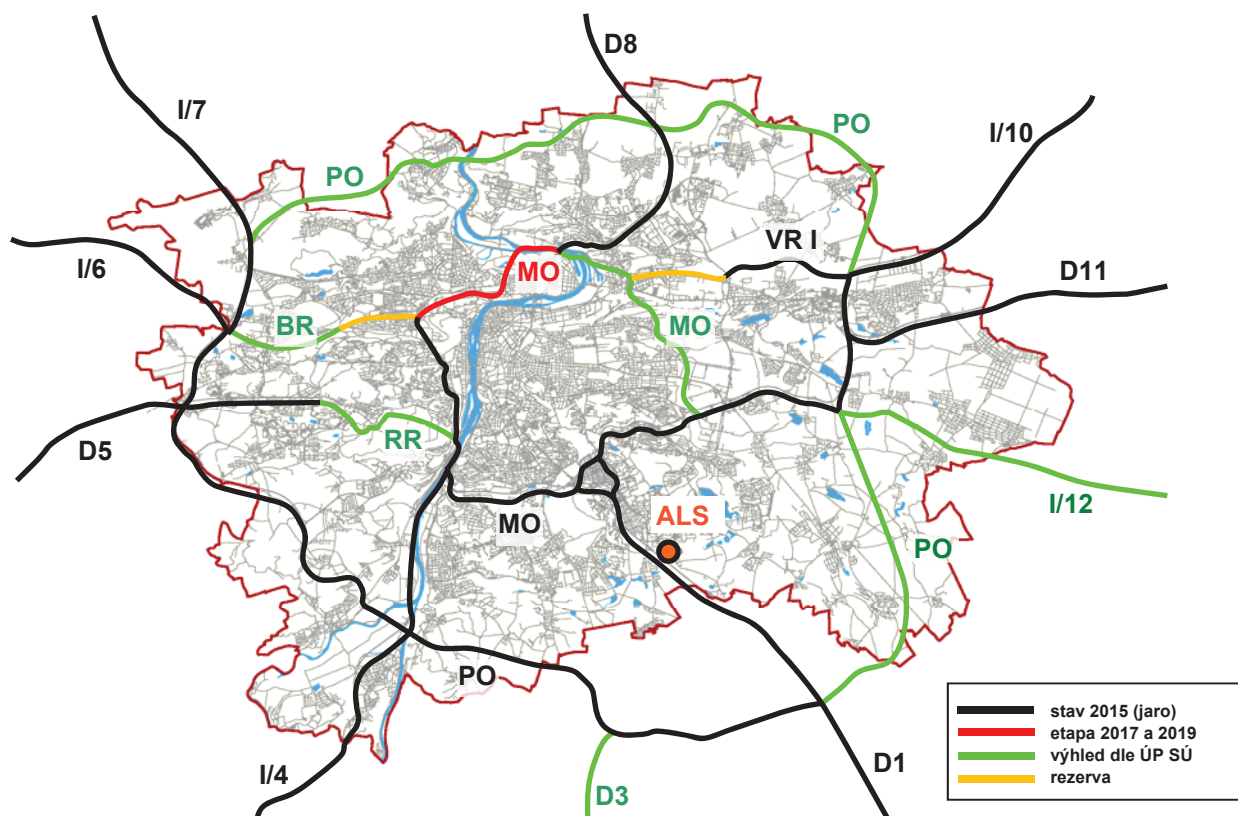 D8
I/7
PO
I/10
PO
VR I
I/6
MO
D11
BR
MO
RR
D5
I/12
ALS
MO
PO
PO
I/4
D1
D3
stav 2015 (jaro)
etapa 2017 a 2019
výhled dle ÚP SÚ
rezerva